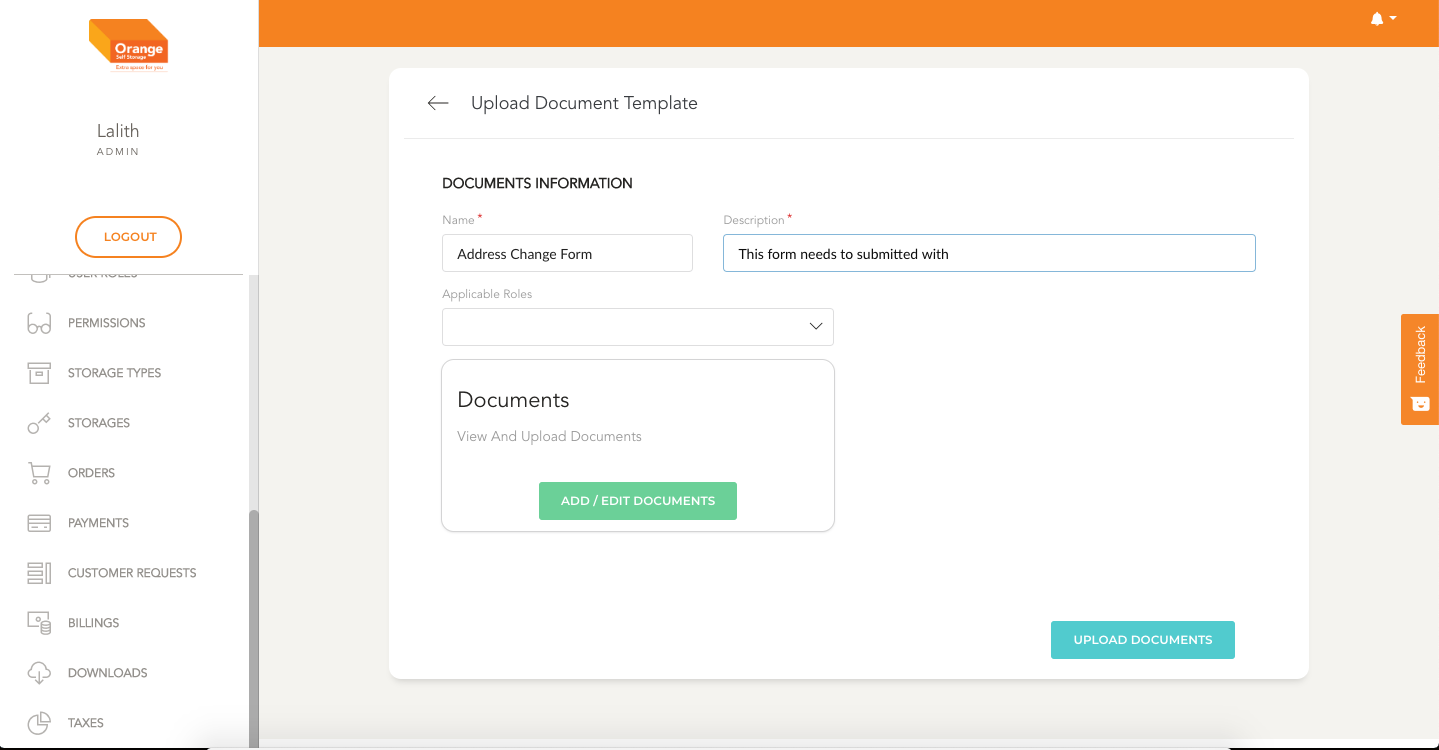 Orange
Self Storage
Extra space for you
Lalith
ADMIN
LOGOUT
USER ROLES
PERMISSIONS
STORAGE TYPES
STORAGES
ORDERS
PAYMENTS
CUSTOMER REQUESTS
BILLINGS
DOWNLOADS
TAXES
Upload Document Template
DOCUMENTS INFORMATION
Name *
Description *
Address Change Form
This form needs to submitted with
Applicable Roles
Documents
View And Upload Documents
ADD / EDIT DOCUMENTS
UPLOAD DOCUMENTS
Feedback